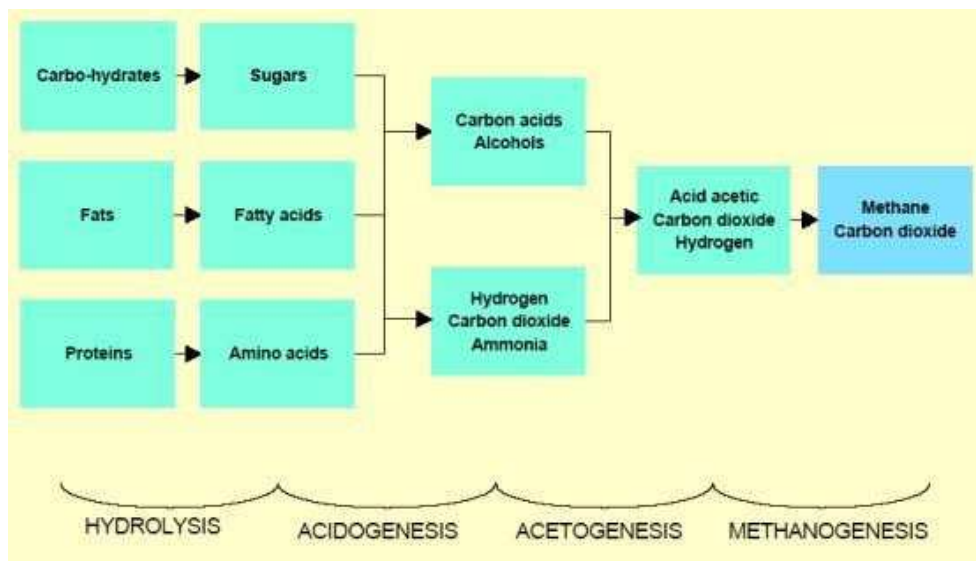 Carbo-hydrates
Sugars
Fats
Fatty acids
Proteins
Amino acids
Carbon acids
Alcohols
Hydrogen
Carbon dioxide
Ammonia
Acid acetic
Carbon dioxide
Hydrogen
Methane
Carbon dioxide
HYDROLYSIS
ACIDOGENESIS
ACETOGENESIS
METHANOGENESIS